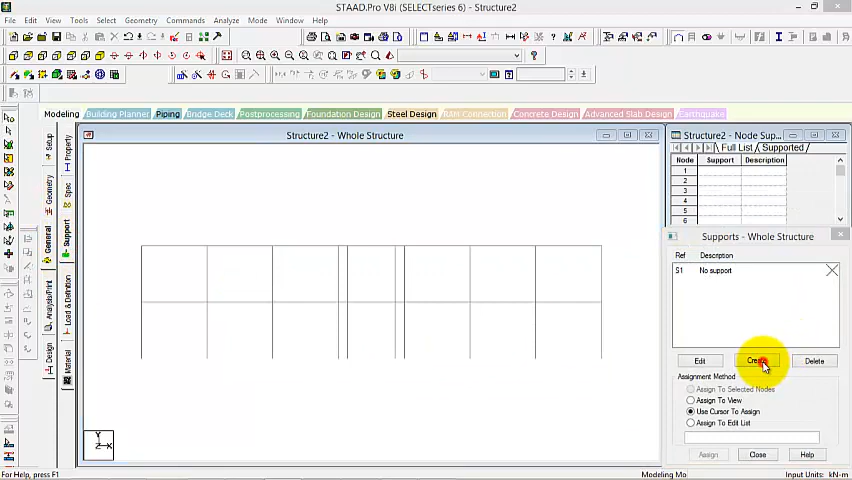 STAAD.Pro V8i (SELECTseries 6) - Structure2
File Edit View Tools Select Geometry Commands Analyze Mode Window Help
Modeling Building Planner Piping Bridge Deck Postprocessing Foundation Design Steel Design RAM Connection Concrete Design Advanced Slab Design Earthquake
Structure2 - Whole Structure
Structure2 - Node Sup...
Full List Supported
Node Support Description
1
2
3
4
5
6
Setup
Geometry
General
Analysis/Print
Design
Property
Spec
Support
Load & Definition
Material
Supports - Whole Structure
Ref Description
S1 No support
Edit Create Delete
Assignment Method
Assign To Selected Nodes
Assign To View
Use Cursor To Assign
Assign To Edit List
Assign Close Help
Y
Z X
For Help, press F1
Modeling Mo
Input Units: kN-m